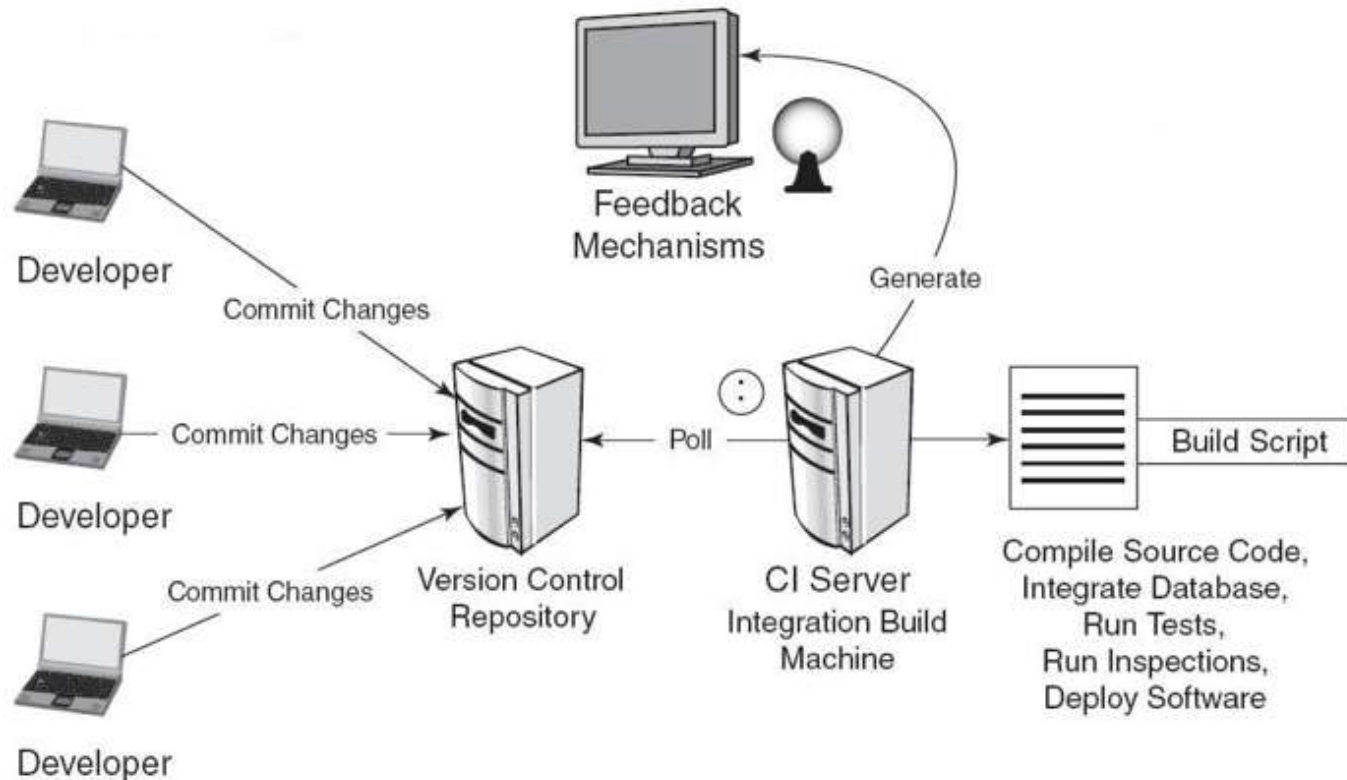 Feedback
Mechanisms
Developer
Generate
Commit Changes
Commit Changes
Poll
Build Script
Developer
Version Control
Repository
CI Server
Integration Build
Machine
Compile Source Code,
Integrate Database,
Run Tests,
Run Inspections,
Deploy Software
Commit Changes
Developer